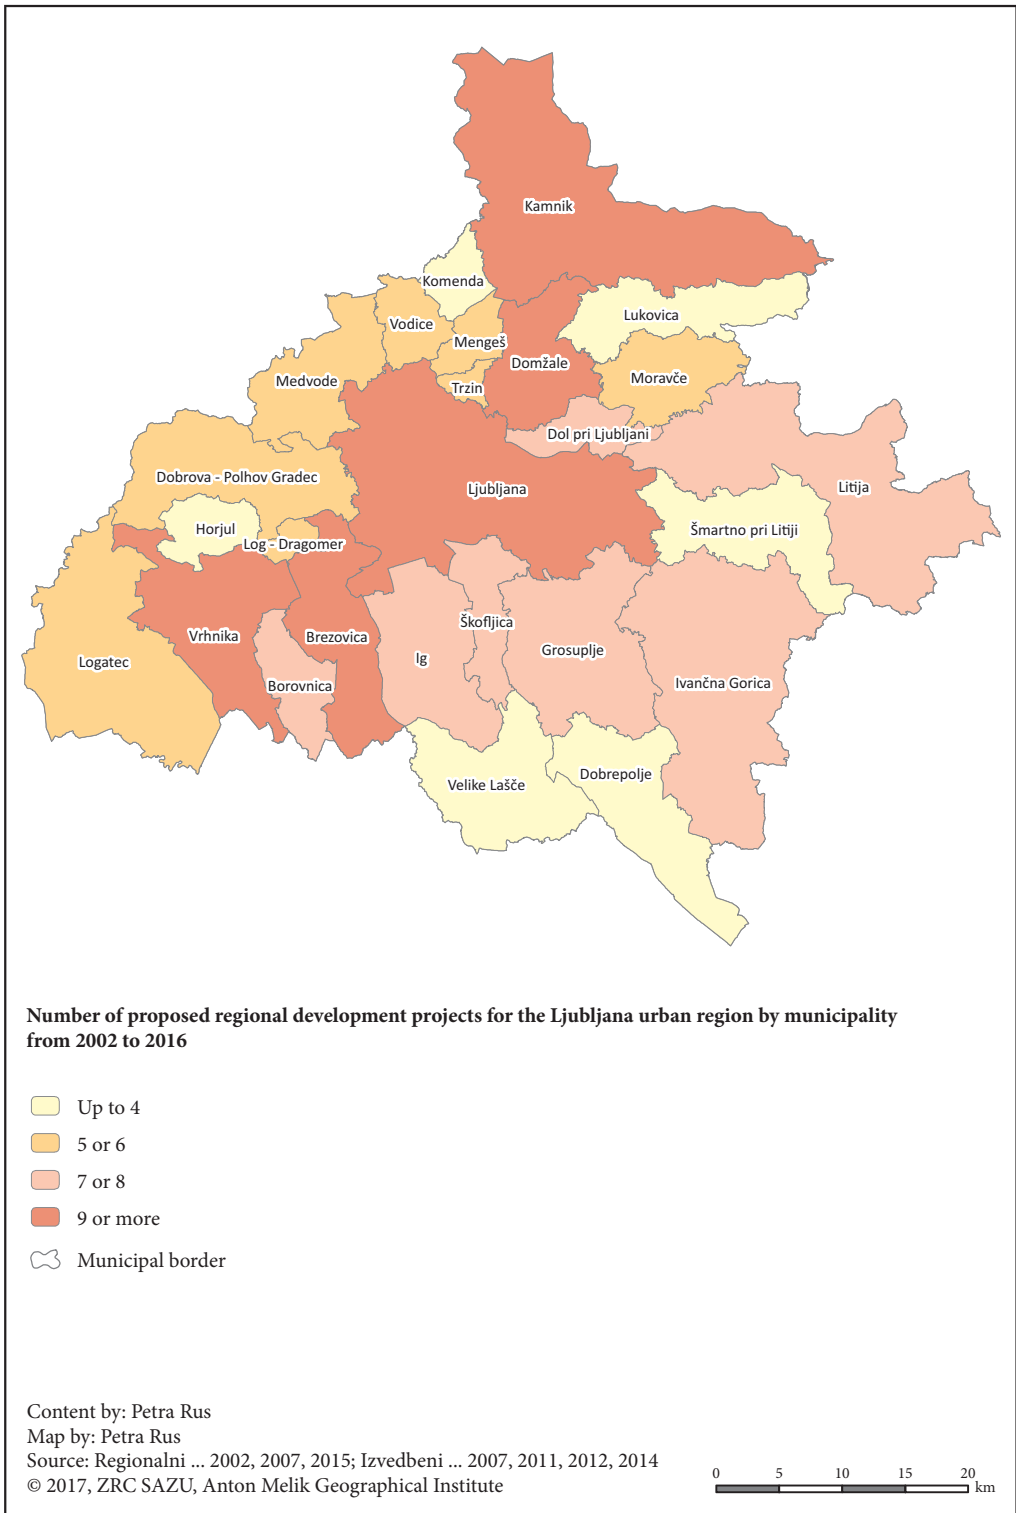 Kamnik
Komenda
Lukovica
Vodice
Mengeš
Domžale
Medvode
Trzin
Moravče
Dol pri Ljubljani
Dobrova - Polhov Gradec
Ljubljana
Litija
Horjul
Log - Dragomer
Šmartno pri Litiji
Škofljica
Vrhnika
Brezovica
Grosuplje
Logatec
Ig
Borovnica
Ivančna Gorica
Velike Lašče
Dobrepolje
Number of proposed regional development projects for the Ljubljana urban region by municipality
from 2002 to 2016
Up to 4
5 or 6
7 or 8
9 or more
Municipal border
Content by: Petra Rus
Map by: Petra Rus
Source: Regionalni ... 2002, 2007, 2015; Izvedbeni ... 2007, 2011, 2012, 2014
© 2017, ZRC SAZU, Anton Melik Geographical Institute
0 5 10 15 20
km